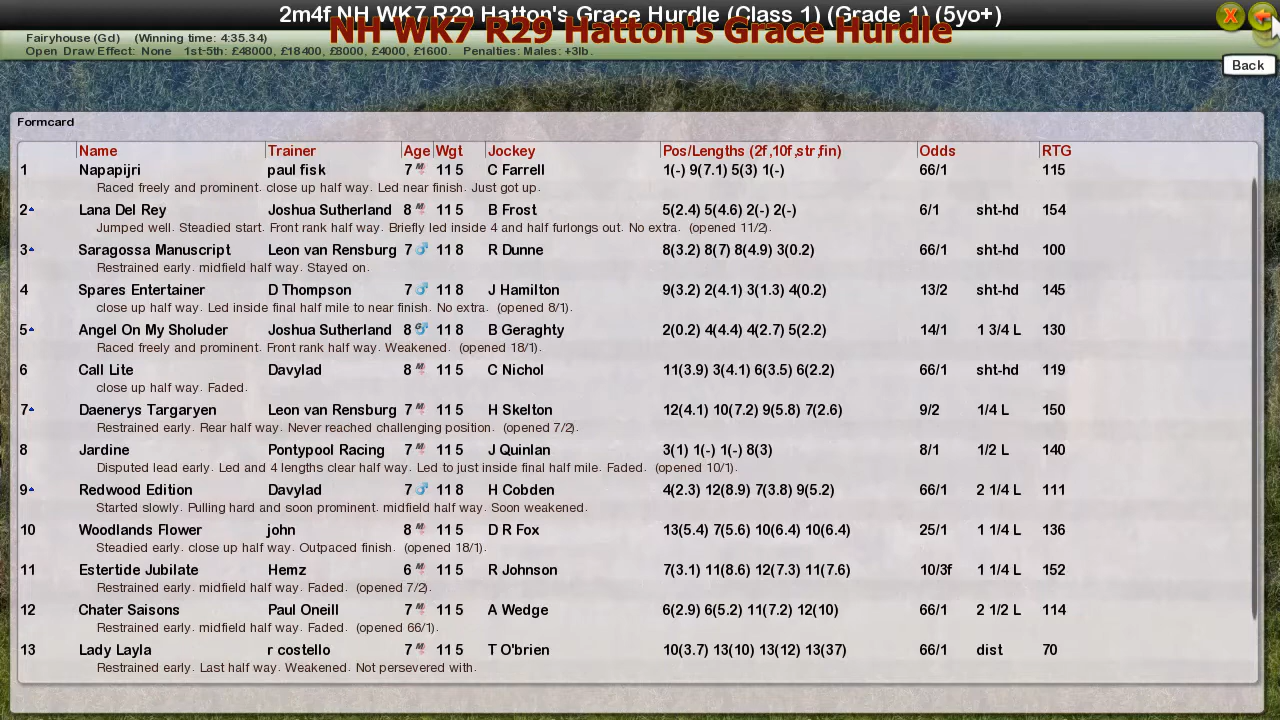 2m4f NH WK7 R29 Hatton's Grace Hurdle (Class 1) (Grade 1) (5yo+)
NH WK7 R29 Hatton's Grace Hurdle
Fairyhouse (Gd) (Winning time: 4:35.34)
Open Draw Effect: None 1st-5th: £48000, £18400, £8000, £4000, £1600. Penalties: Males: +3lb.
X
Back
Formcard
Name Trainer Age Wgt Jockey Pos/Lengths (2f,10f,str,fin) Odds RTG
1 Napapijri paul fisk 7 M 11 5 C Farrell 1(-) 9(7.1) 5(3) 1(-) 66/1 115
Raced freely and prominent. close up half way. Led near finish. Just got up.
2 Lana Del Rey Joshua Sutherland 8 M 11 5 B Frost 5(2.4) 5(4.6) 2(-) 2(-) 6/1 sht-hd 154
Jumped well. Steadied start. Front rank half way. Briefly led inside 4 and half furlongs out. No extra. (opened 11/2).
3 Saragossa Manuscript Leon van Rensburg 7 11 8 R Dunne 8(3.2) 8(7) 8(4.9) 3(0.2) 66/1 sht-hd 100
Restrained early. midfield half way. Stayed on.
4 Spares Entertainer D Thompson 7 11 8 J Hamilton 9(3.2) 2(4.1) 3(1.3) 4(0.2) 13/2 sht-hd 145
close up half way. Led inside final half mile to near finish. No extra. (opened 8/1).
5 Angel On My Sholuder Joshua Sutherland 8 G 11 8 B Geraghty 2(0.2) 4(4.4) 4(2.7) 5(2.2) 14/1 1 3/4 L 130
Raced freely and prominent. Front rank half way. Weakened. (opened 18/1).
6 Call Lite Davylad 8 M 11 5 C Nichol 11(3.9) 3(4.1) 6(3.5) 6(2.2) 66/1 sht-hd 119
close up half way. Faded.
7 Daenerys Targaryen Leon van Rensburg 7 M 11 5 H Skelton 12(4.1) 10(7.2) 9(5.8) 7(2.6) 9/2 1/4 L 150
Restrained early. Rear half way. Never reached challenging position. (opened 7/2).
8 Jardine Pontypool Racing 7 M 11 5 J Quinlan 3(1) 1(-) 1(-) 8(3) 8/1 1/2 L 140
Disputed lead early. Led and 4 lengths clear half way. Led to just inside final half mile. Faded. (opened 10/1).
9 Redwood Edition Davylad 7 11 8 H Cobden 4(2.3) 12(8.9) 7(3.8) 9(5.2) 66/1 2 1/4 L 111
Started slowly. Pulling hard and soon prominent. midfield half way. Soon weakened.
10 Woodlands Flower john 8 M 11 5 D R Fox 13(5.4) 7(5.6) 10(6.4) 10(6.4) 25/1 1 1/4 L 136
Steadied early. close up half way. Outpaced finish. (opened 18/1).
11 Estertide Jubilate Hemz 6 M 11 5 R Johnson 7(3.1) 11(8.6) 12(7.3) 11(7.6) 10/3f 1 1/4 L 152
Restrained early. midfield half way. Faded. (opened 7/2).
12 Chater Saisons Paul Oneill 7 M 11 5 A Wedge 6(2.9) 6(5.2) 11(7.2) 12(10) 66/1 2 1/2 L 114
Restrained early. midfield half way. Faded. (opened 66/1).
13 Lady Layla r costello 7 M 11 5 T O'brien 10(3.7) 13(10) 13(12) 13(37) 66/1 dist 70
Restrained early. Last half way. Weakened. Not persevered with.